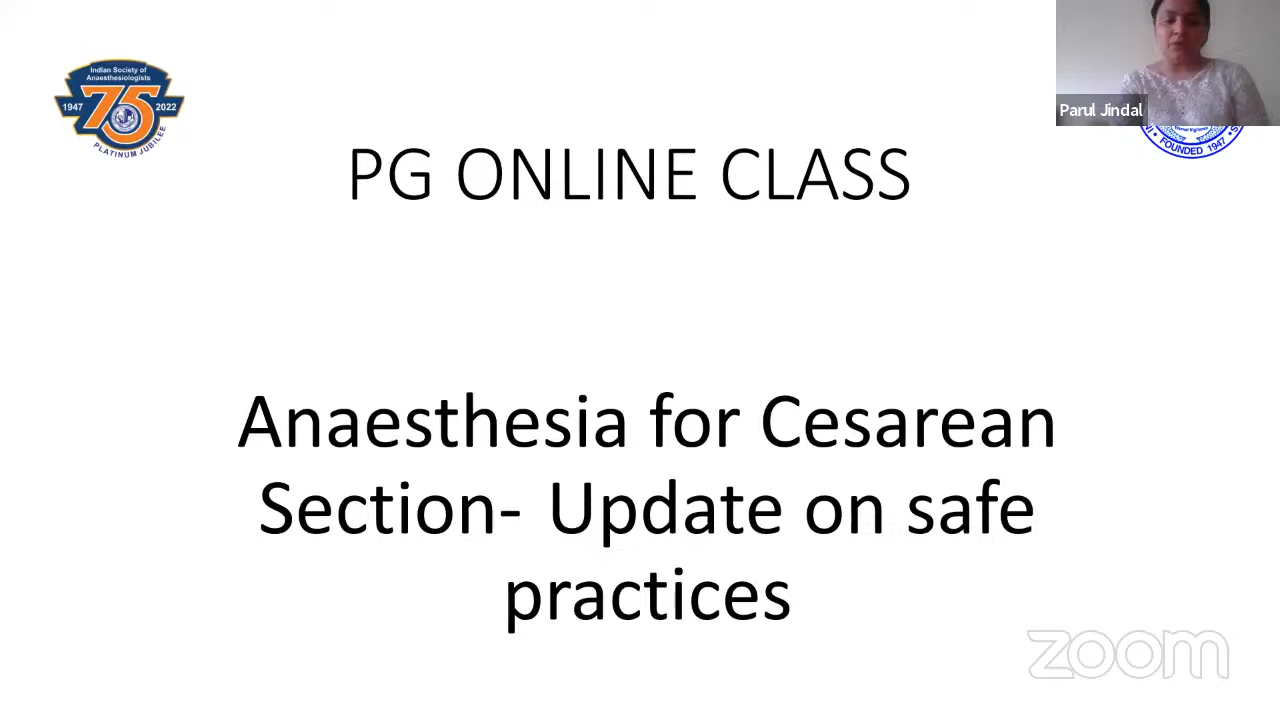 Indian Society of
Anaesthesiologists
1947 75 2022
PLATINUM JUBILEE
Parul Jindal
FOUNDED 1947
PG ONLINE CLASS
Anaesthesia for Cesarean
Section- Update on safe
practices
zoom